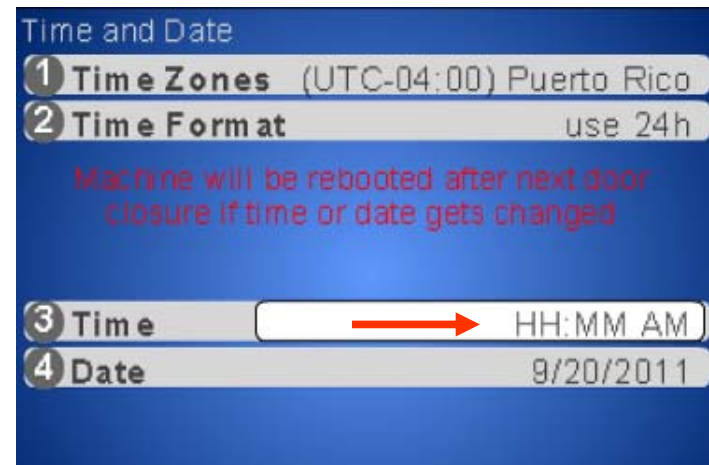 Time and Date
1 Time Zones (UTC-04:00) Puerto Rico
2 Time Format use 24h
Machine will be rebooted after next door
closure if time or date gets changed
3 Time HH:MM AM
4 Date 9/20/2011